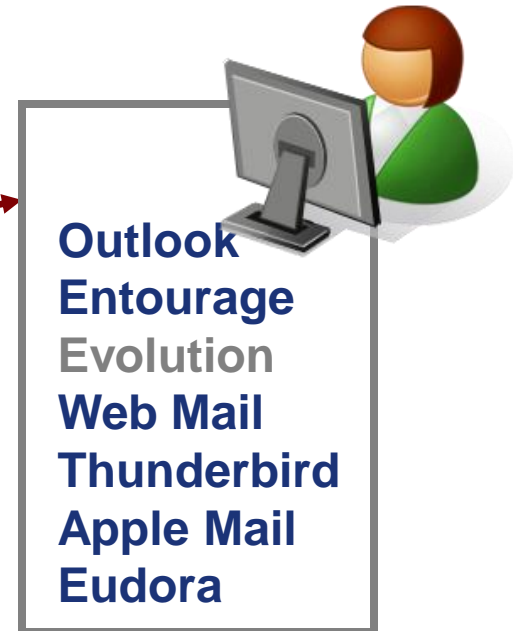 Outlook
Entourage
Evolution
Web Mail
Thunderbird
Apple Mail
Eudora